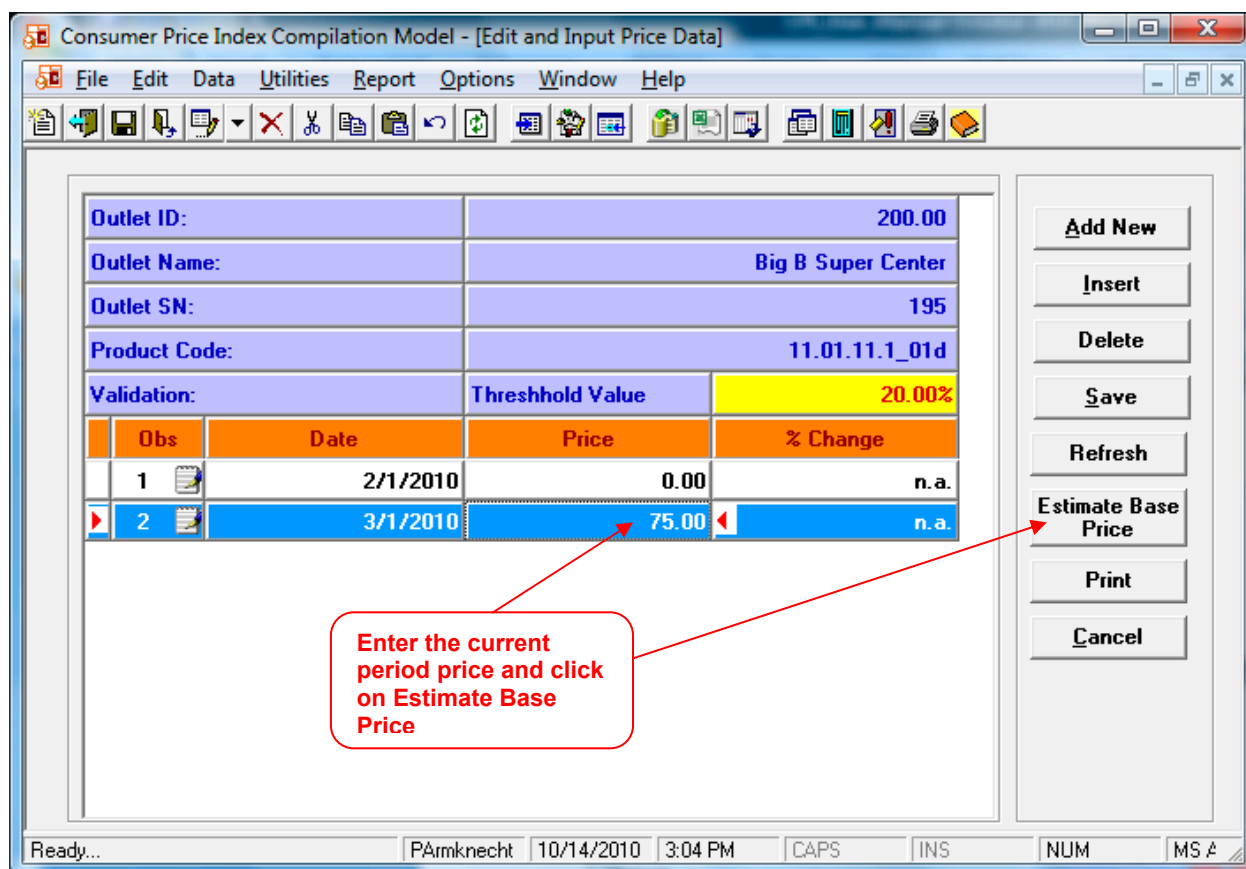 Consumer Price Index Compilation Model - [Edit and Input Price Data]
File Edit Data Utilities Report Options Window Help
Outlet ID: 200.00
Outlet Name: Big B Super Center
Outlet SN: 195
Product Code: 11.01.11.1_01d
Validation: Threshhold Value 20.00%
Obs Date Price % Change
1 2/1/2010 0.00 n.a.
2 3/1/2010 75.00 n.a.
Enter the current
period price and click
on Estimate Base
Price
Add New
Insert
Delete
Save
Refresh
Estimate Base
Price
Print
Cancel
Ready... PArmknecht 10/14/2010 3:04 PM CAPS INS NUM MS